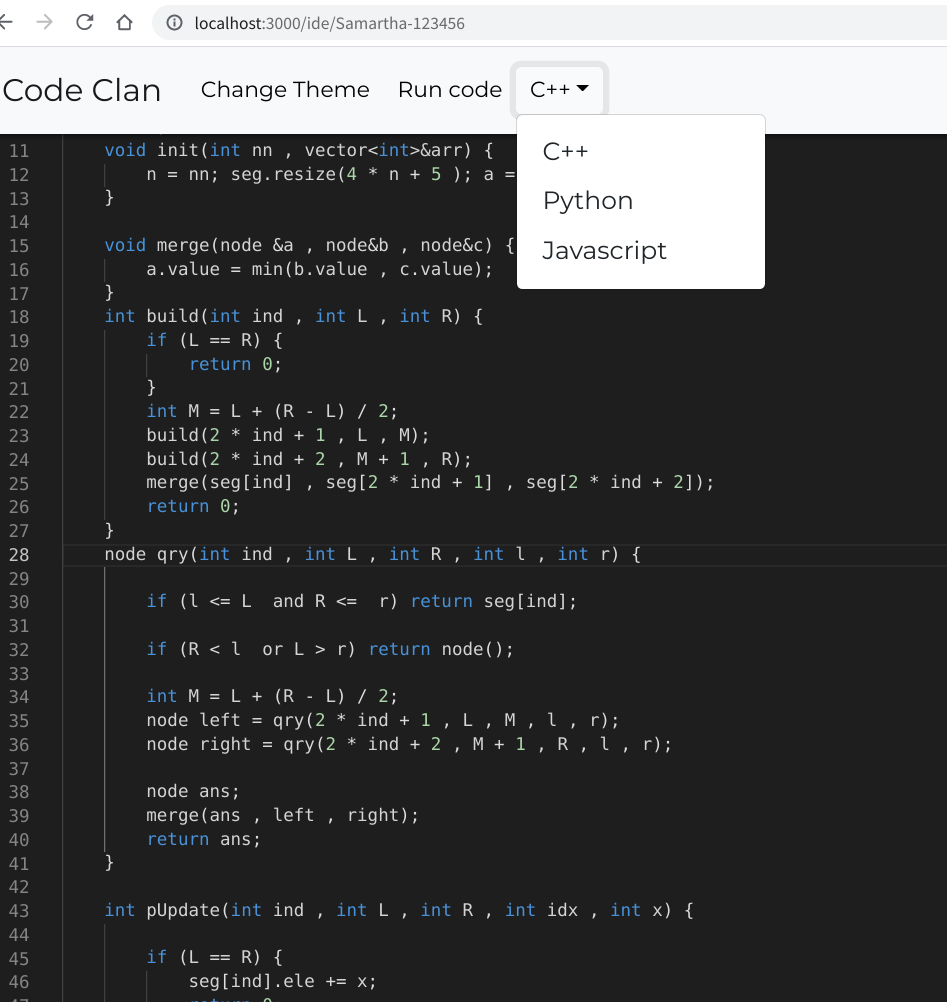 localhost:3000/ide/Samartha-123456
Code Clan Change Theme Run code C++
C++
Python
Javascript
11 void init(int nn , vector<int>&arr) {
12 n = nn; seg.resize(4 * n + 5 ); a =
13 }
14
15 void merge(node &a , node&b , node&c) {
16 a.value = min(b.value , c.value);
17 }
18 int build(int ind , int L , int R) {
19 if (L == R) {
20 return 0;
21 }
22 int M = L + (R - L) / 2;
23 build(2 * ind + 1 , L , M);
24 build(2 * ind + 2 , M + 1 , R);
25 merge(seg[ind] , seg[2 * ind + 1] , seg[2 * ind + 2]);
26 return 0;
27 }
28 node qry(int ind , int L , int R , int l , int r) {
29
30 if (l <= L  and R <=  r) return seg[ind];
31
32 if (R < l  or L > r) return node();
33
34 int M = L + (R - L) / 2;
35 node left = qry(2 * ind + 1 , L , M , l , r);
36 node right = qry(2 * ind + 2 , M + 1 , R , l , r);
37
38 node ans;
39 merge(ans , left , right);
40 return ans;
41 }
42
43 int pUpdate(int ind , int L , int R , int idx , int x) {
44
45 if (L == R) {
46 seg[ind].ele += x;